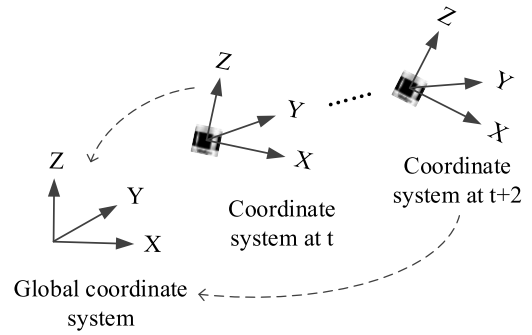 Z
Y
X
Global coordinate
system
Z
Y
X
Coordinate
system at t
Z
Y
X
Coordinate
system at t+2